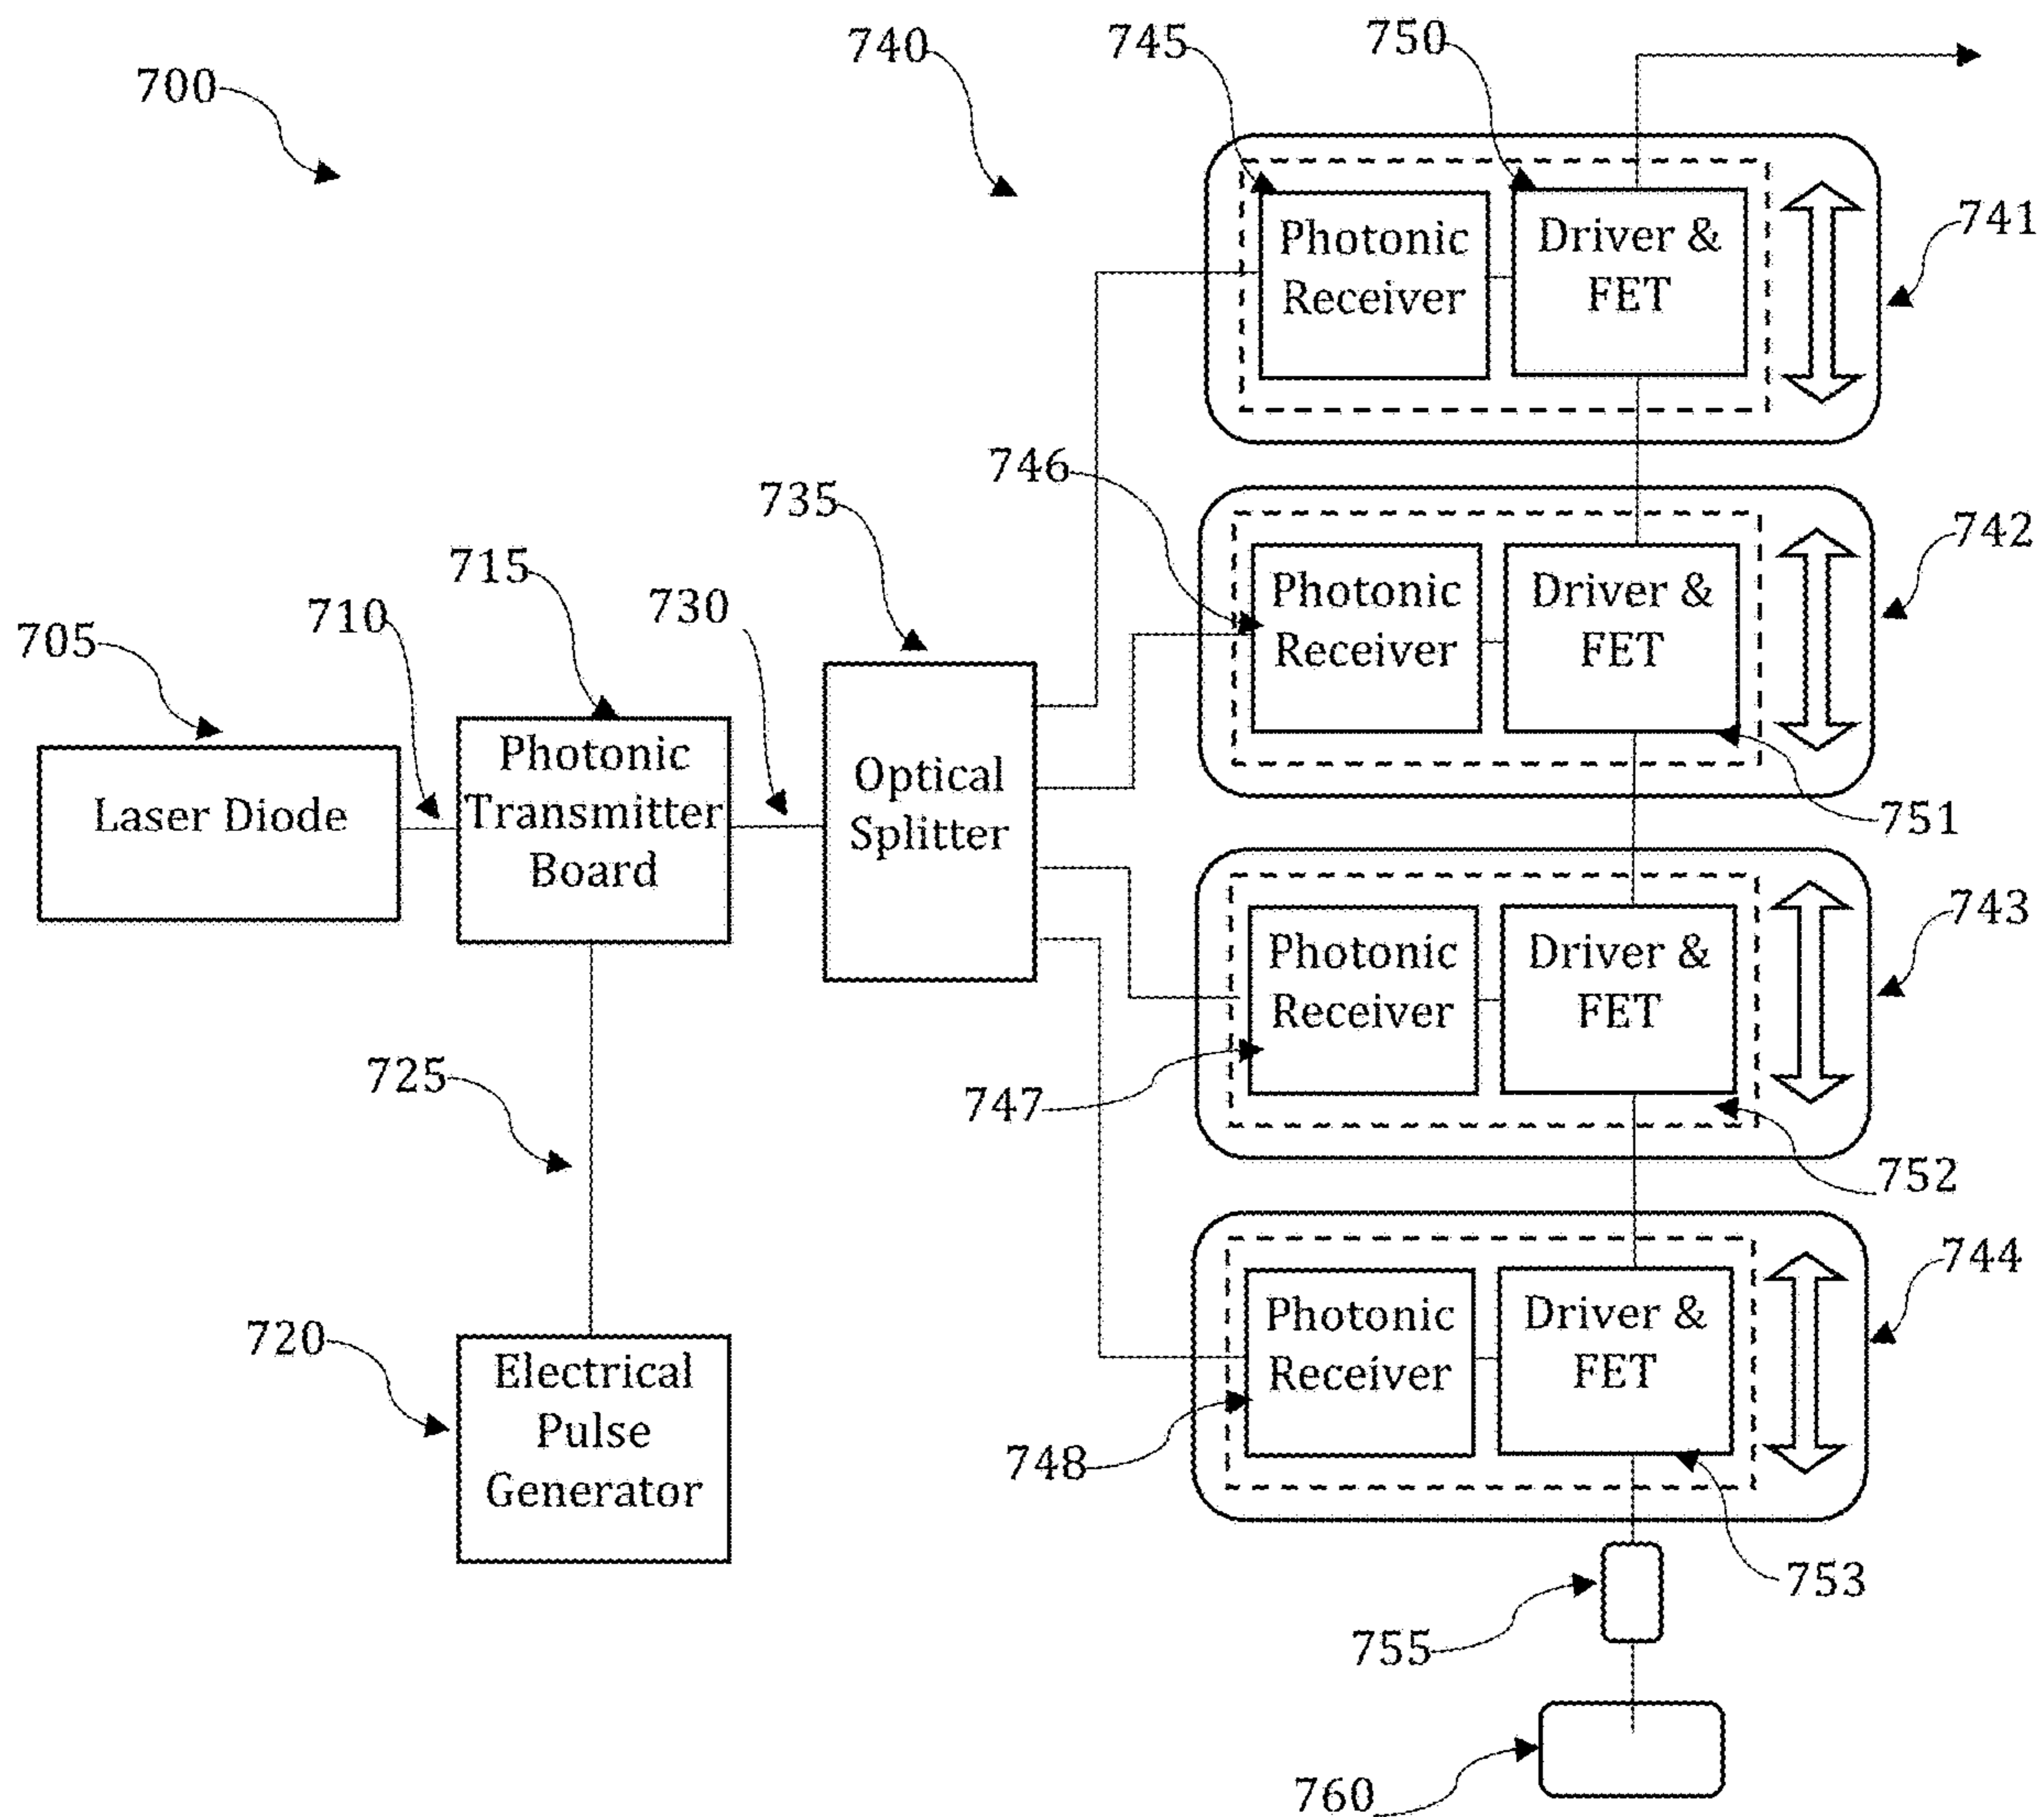 700
740
745
750
741
Photonic
Receiver
Driver &
FET
746
742
735
Photonic
Receiver
Driver &
FET
751
715
730
710
705
Laser Diode
Photonic
Transmitter
Board
Optical
Splitter
743
Photonic
Receiver
Driver &
FET
747
752
725
744
720
Electrical
Pulse
Generator
Photonic
Receiver
Driver &
FET
748
753
755
760